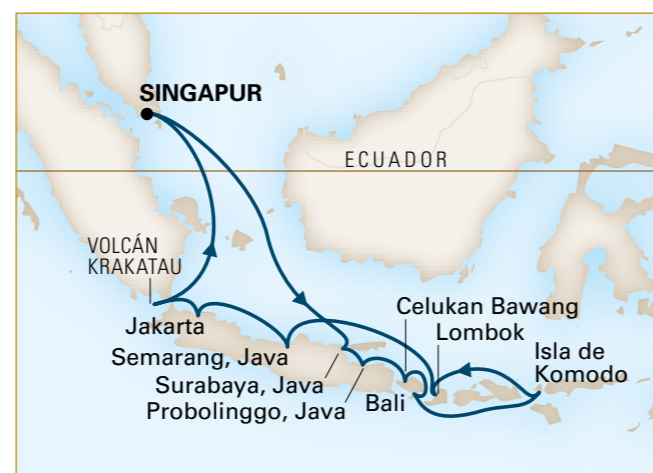 SINGAPUR
ECUADOR
VOLCÁN
KRAKATAU
Jakarta
Semarang, Java
Surabaya, Java
Probolinggo, Java
Bali
Celukan Bawang
Lombok
Isla de
Komodo